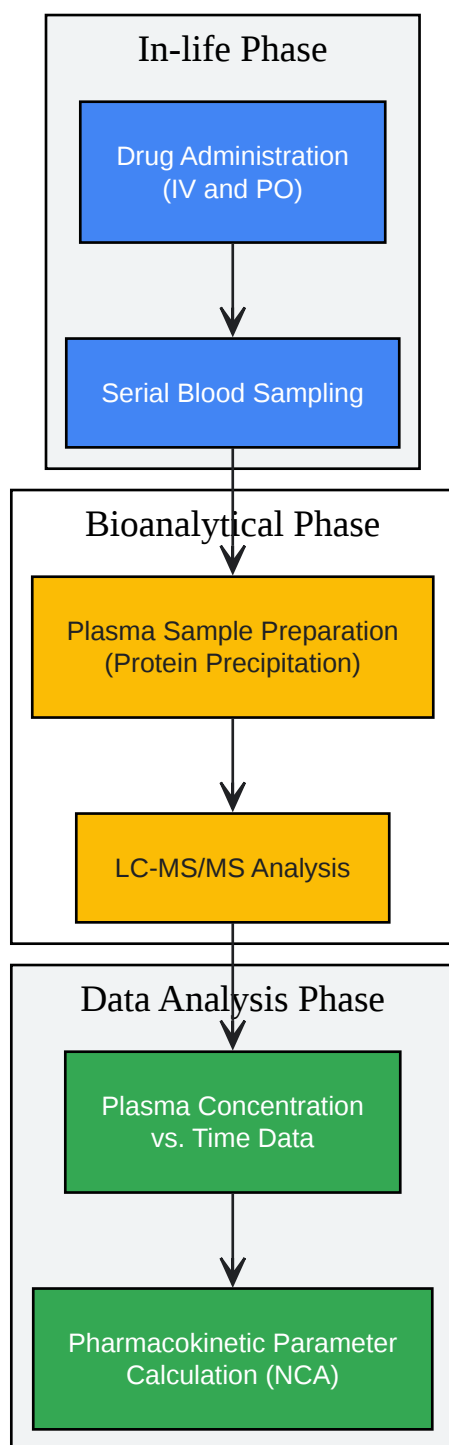 In-life Phase
Drug Administration
(IV and PO)
Serial Blood Sampling
Bioanalytical Phase
Plasma Sample Preparation
(Protein Precipitation)
LC-MS/MS Analysis
Data Analysis Phase
Plasma Concentration
vs. Time Data
Pharmacokinetic Parameter
Calculation (NCA)